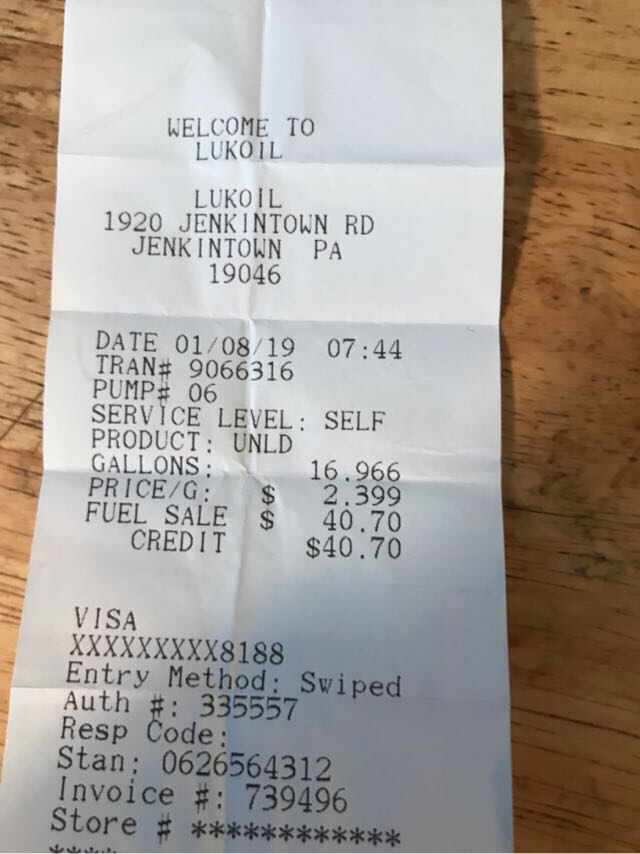 WELCOME TO
LUKOIL
LUKOIL
1920 JENKINTOWN RD
JENKINTOWN PA
19046
DATE 01/08/19 07:44
TRAN# 9066316
PUMP# 06
SERVICE LEVEL: SELF
PRODUCT: UNLD
GALLONS: 16.966
PRICE/G: $ 2.399
FUEL SALE $ 40.70
CREDIT $40.70
VISA
XXXXXXXXX8188
Entry Method: Swiped
Auth #: 335557
Resp Code:
Stan: 0626564312
Invoice #: 739496
Store # ************
****